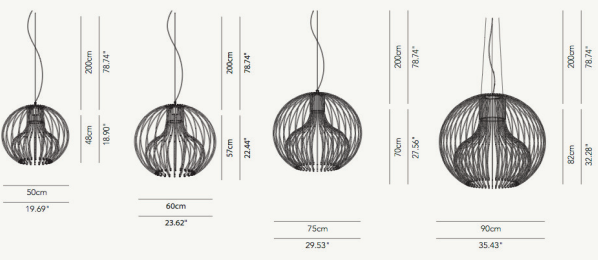 200cm
78.74"
48cm
18.90"
50cm
19.69"
200cm
78.74"
57cm
22.44"
60cm
23.62"
200cm
78.74"
70cm
27.56"
75cm
29.53"
200cm
78.74"
82cm
32.28"
90cm
35.43"